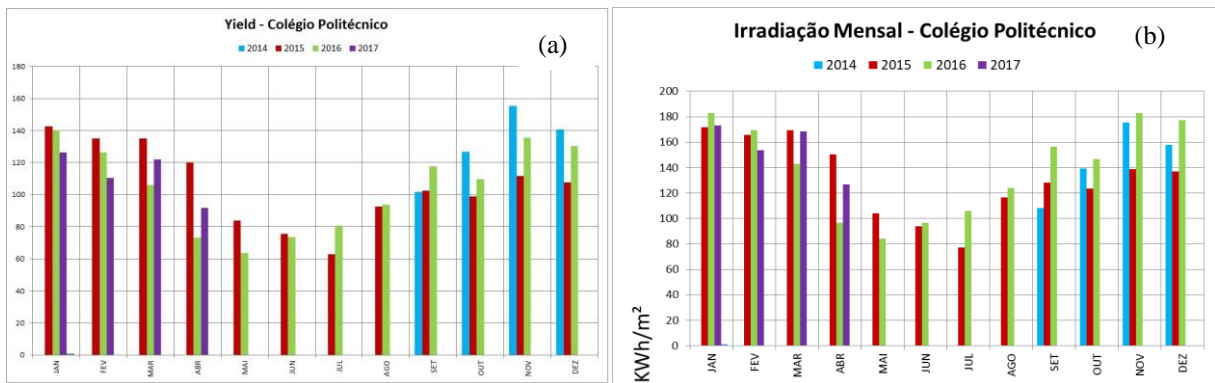 Yield - Colégio Politécnico
(a)
2014 2015 2016 2017
180
160
140
120
100
80
60
40
20
0
JAN FEV MAR ABR MAI JUN JUL AGO SET OUT NOV DEZ
Irradiação Mensal - Colégio Politécnico
(b)
2014 2015 2016 2017
200
180
160
140
120
100
80
60
40
20
0
KWh/m²
JAN FEV MAR ABR MAI JUN JUL AGO SET OUT NOV DEZ